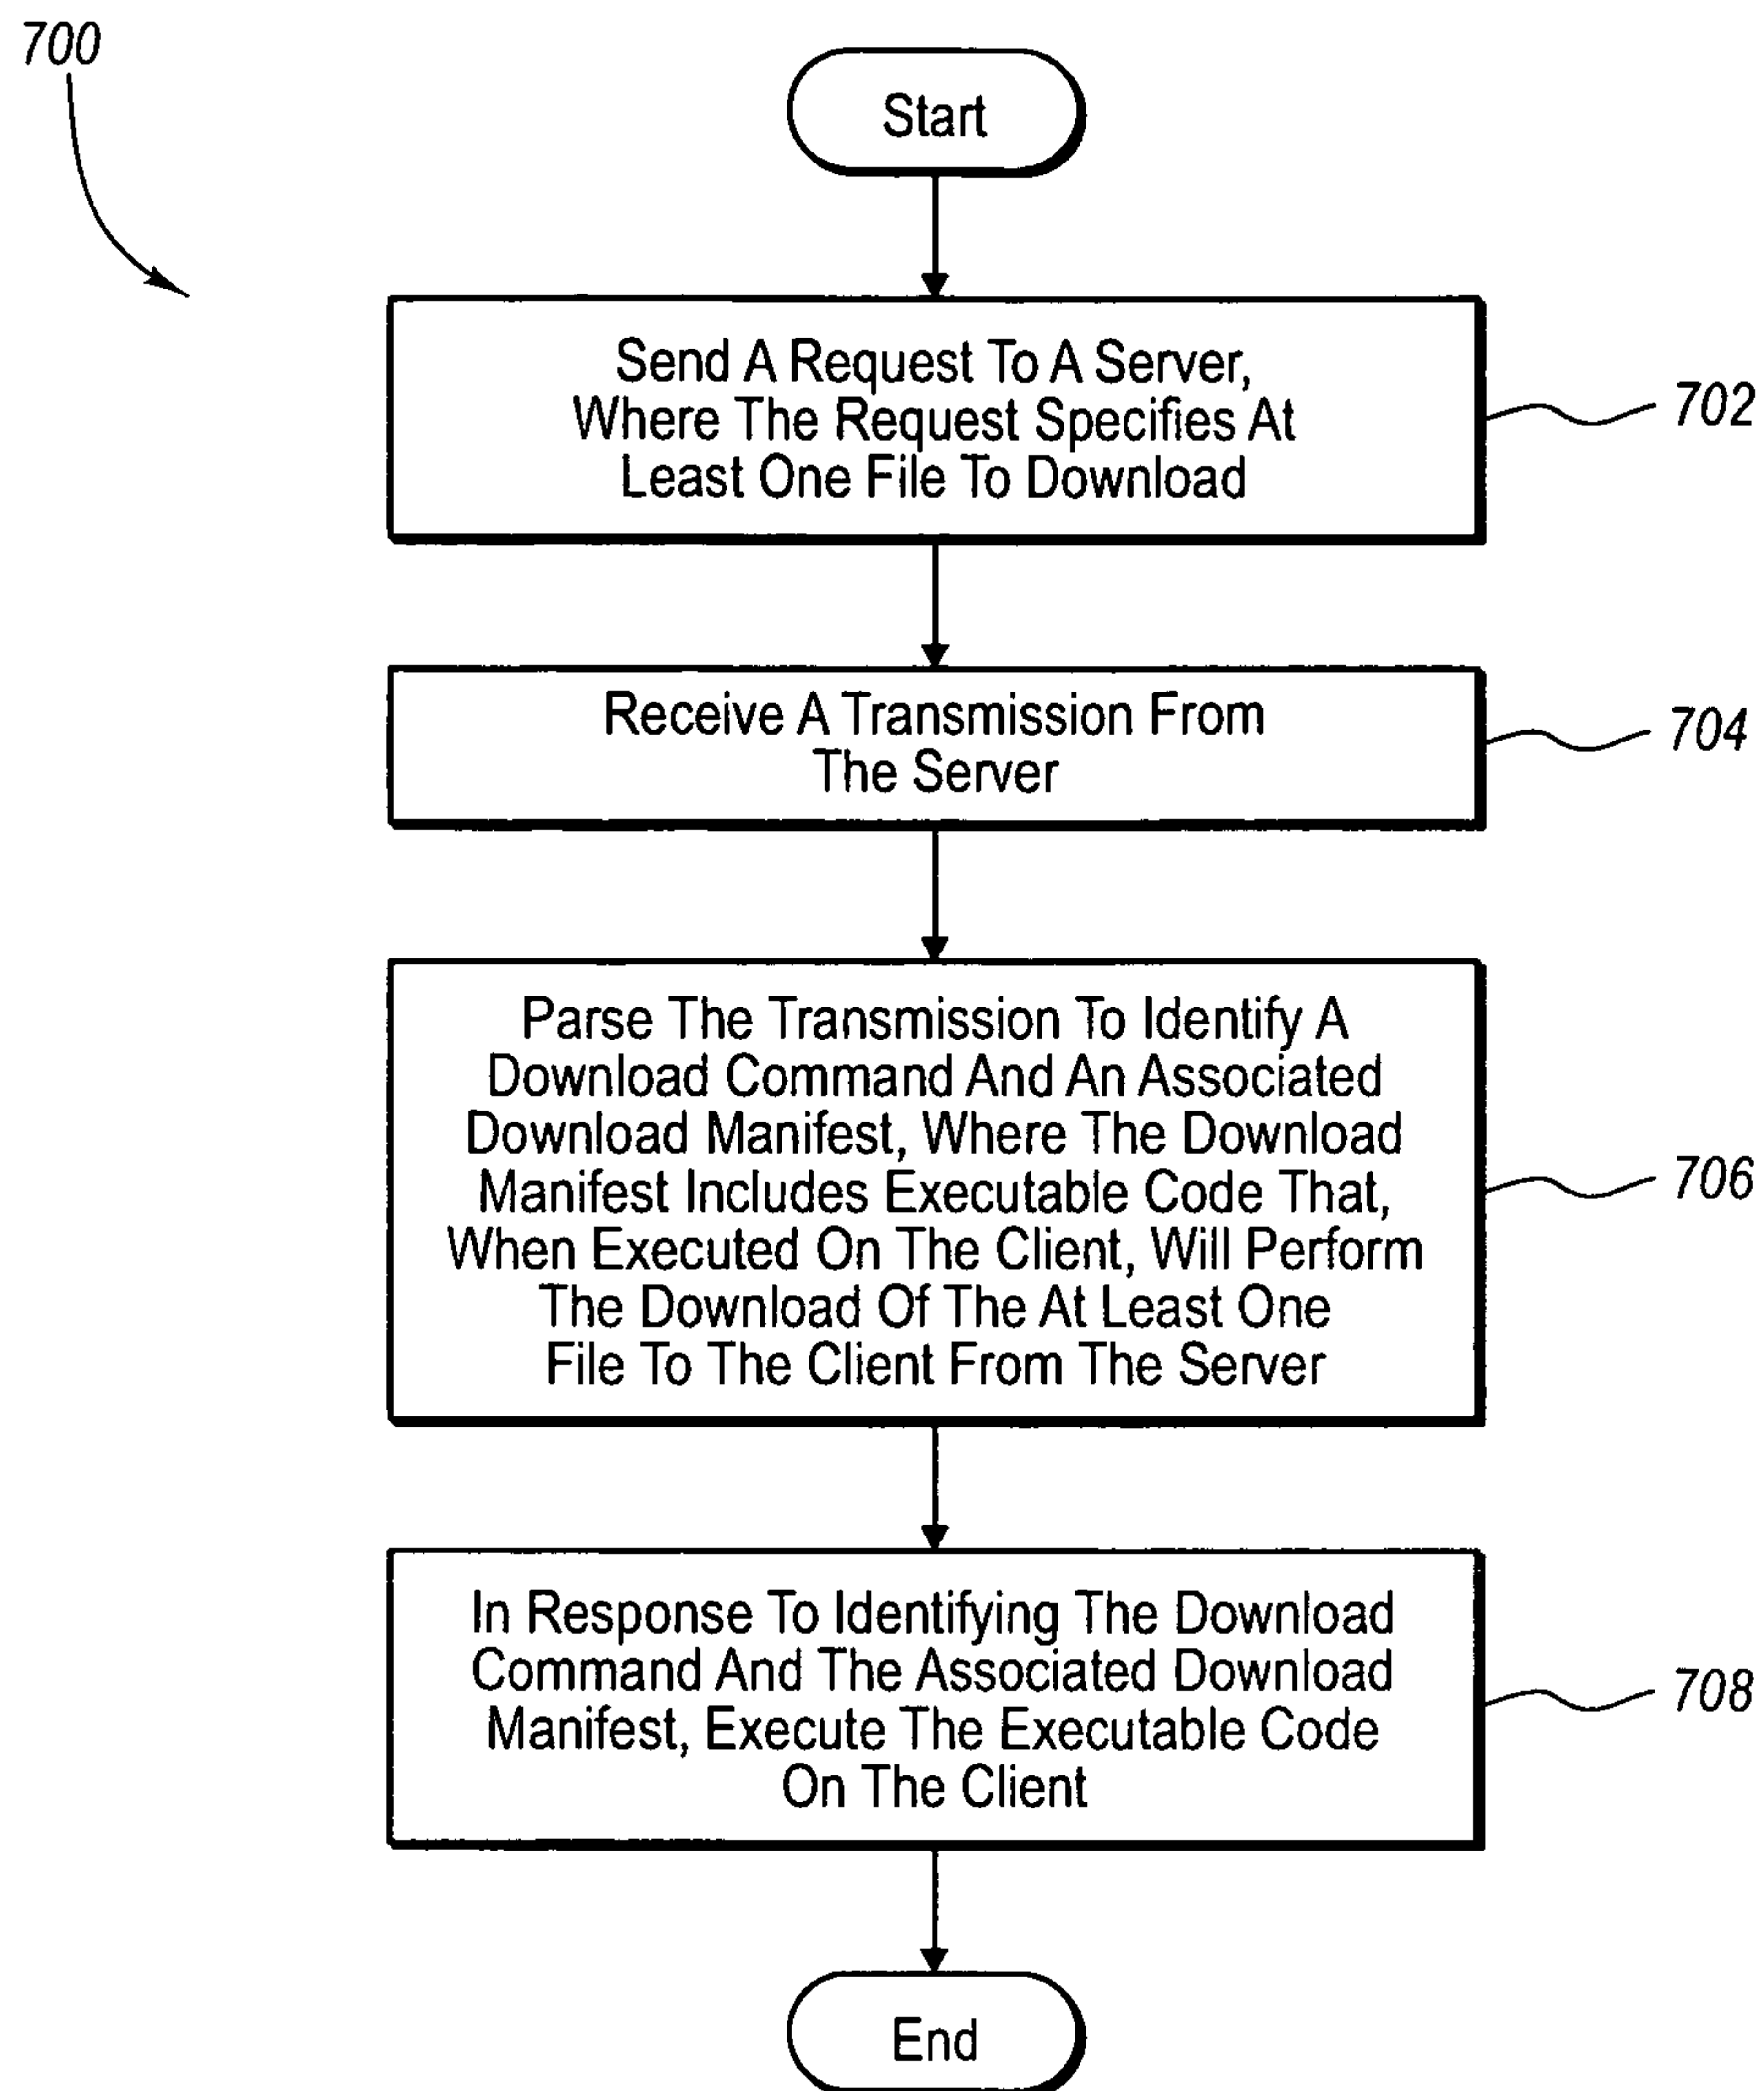 700
Start
Send A Request To A Server,
Where The Request Specifies At
Least One File To Download
702
Receive A Transmission From
The Server
704
Parse The Transmission To Identify A
Download Command And An Associated
Download Manifest, Where The Download
Manifest Includes Executable Code That,
When Executed On The Client, Will Perform
The Download Of The At Least One
File To The Client From The Server
706
In Response To Identifying The Download
Command And The Associated Download
Manifest, Execute The Executable Code
On The Client
708
End